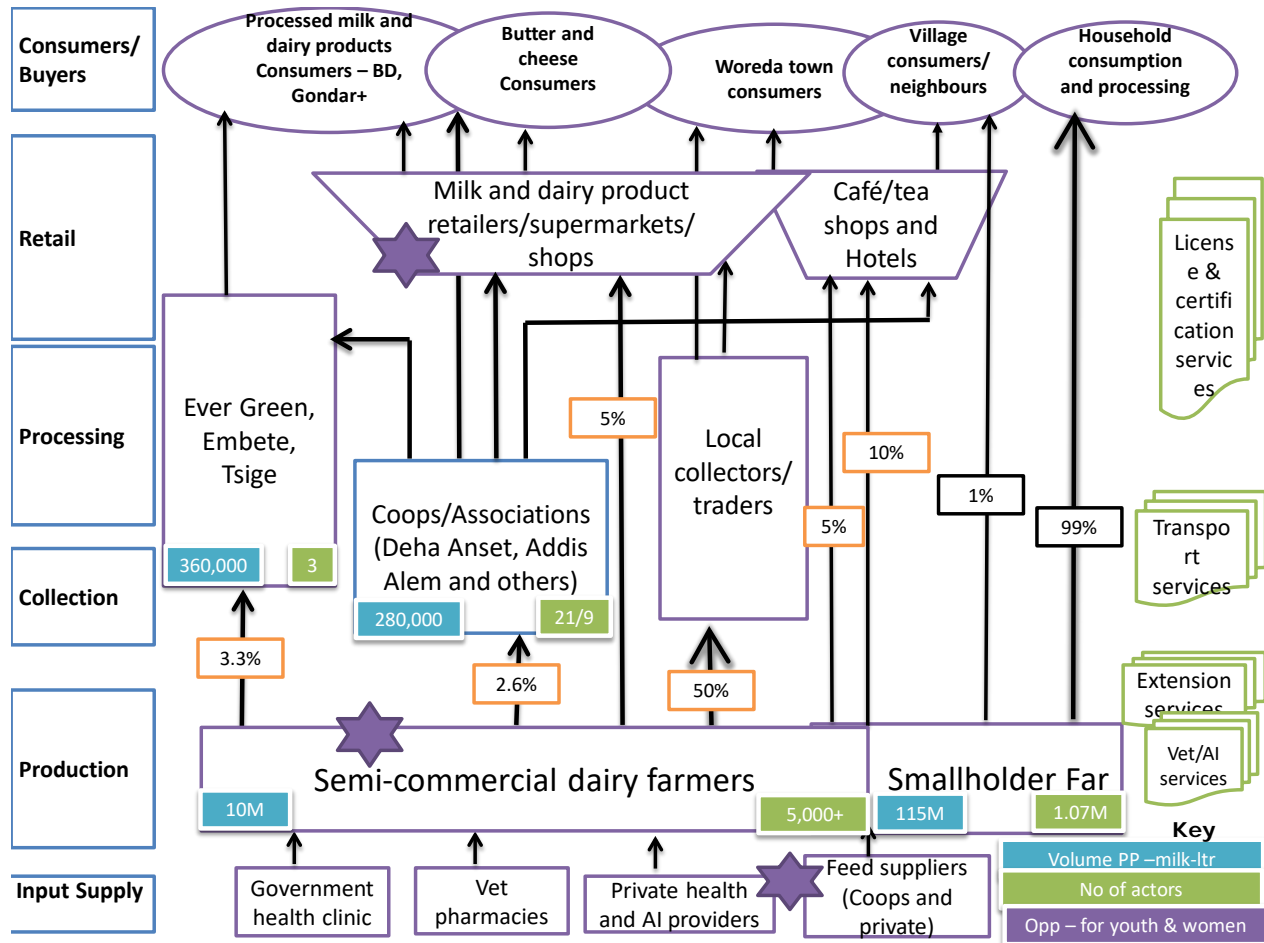 Consumers/
Buyers
Processed milk and
dairy products
Consumers – BD,
Gondar+
Butter and
cheese
Consumers
Woreda town
consumers
Village
consumers/
neighbours
Household
consumption
and processing
Retail
Milk and dairy product
retailers/supermarkets/
shops
Café/tea
shops and
Hotels
Licens
e &
certifi
cation
servic
es
Processing
Ever Green,
Embete,
Tsige
360,000
3
Coops/Associations
(Deha Anset, Addis
Alem and others)
280,000
21/9
5%
Local
collectors/
traders
5%
10%
1%
99%
Transpo
rt
services
Collection
3.3%
2.6%
50%
Extension
services
Vet/AI
services
Production
Semi-commercial dairy farmers
10M
5,000+
Smallholder Far
115M
1.07M
Input Supply
Government
health clinic
Vet
pharmacies
Private health
and AI providers
Feed suppliers
(Coops and
private)
Key
Volume PP –milk-ltr
No of actors
Opp – for youth & women